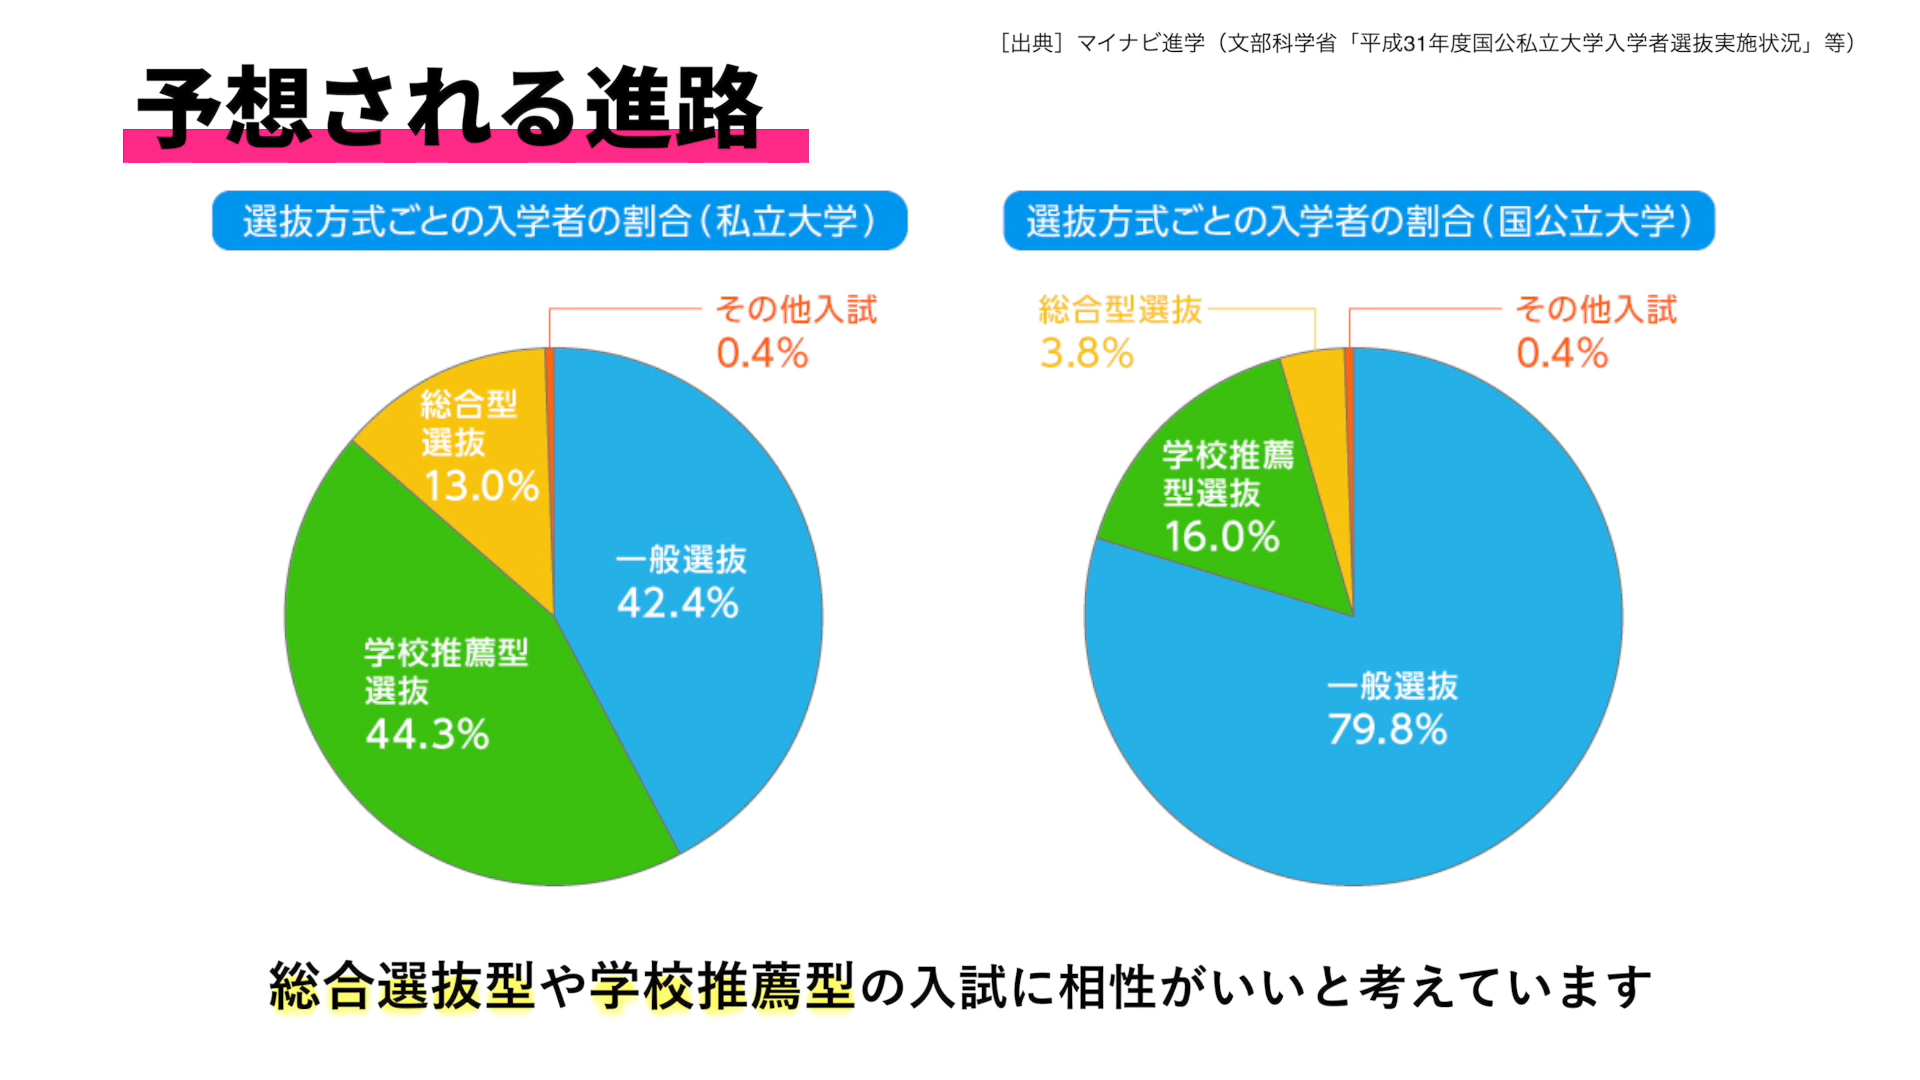 ［出典］マイナビ進学（文部科学省「平成31年度国公私立大学入学者選抜実施状況」等）
予想される進路
選抜方式ごとの入学者の割合（私立大学）
その他入試
0.4%
総合型
選抜
13.0%
一般選抜
42.4%
学校推薦型
選抜
44.3%
選抜方式ごとの入学者の割合（国公立大学）
総合型選抜
3.8%
その他入試
0.4%
学校推薦
型選抜
16.0%
一般選抜
79.8%
総合選抜型や学校推薦型の入試に相性がいいと考えています